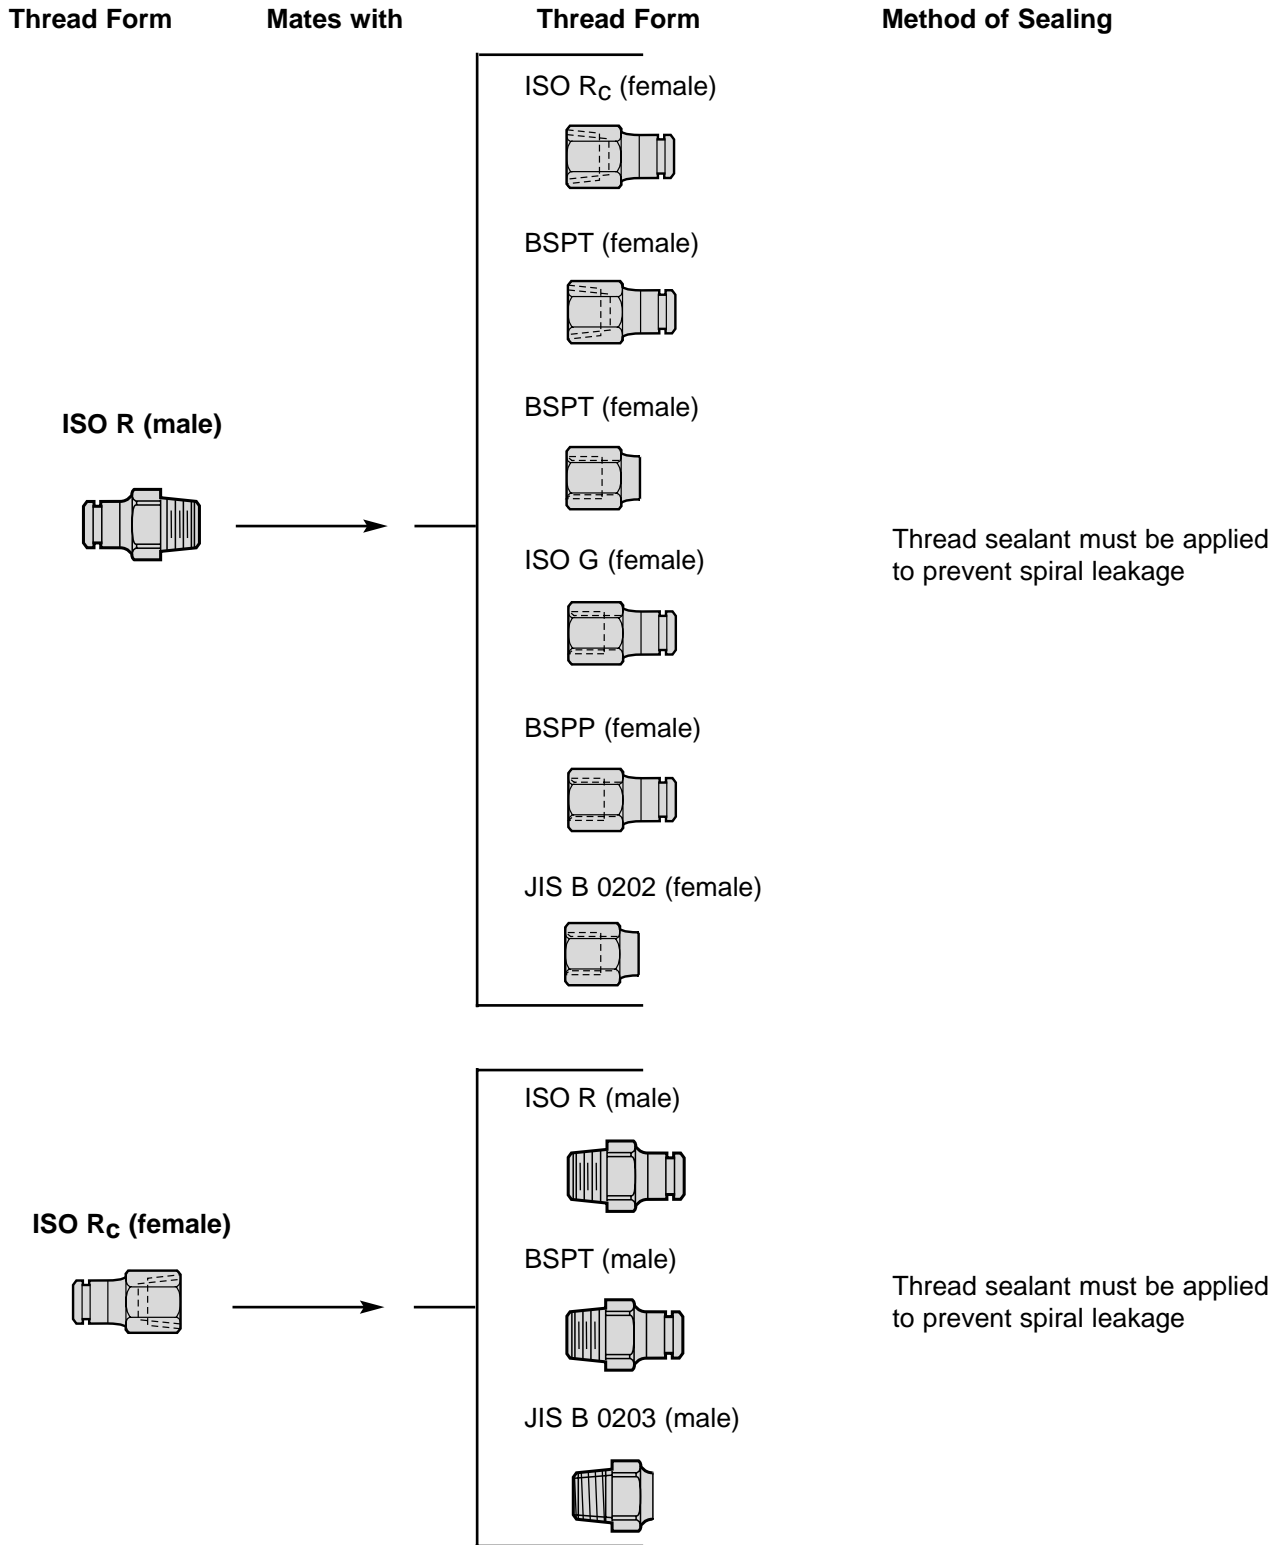 Thread Form Mates with Thread Form Method of Sealing
ISO RC (female)
BSPT (female)
BSPT (female)
ISO R (male)
Thread sealant must be applied
to prevent spiral leakage
ISO G (female)
BSPP (female)
JIS B 0202 (female)
ISO R (male)
ISO RC (female)
BSPT (male)
Thread sealant must be applied
to prevent spiral leakage
JIS B 0203 (male)